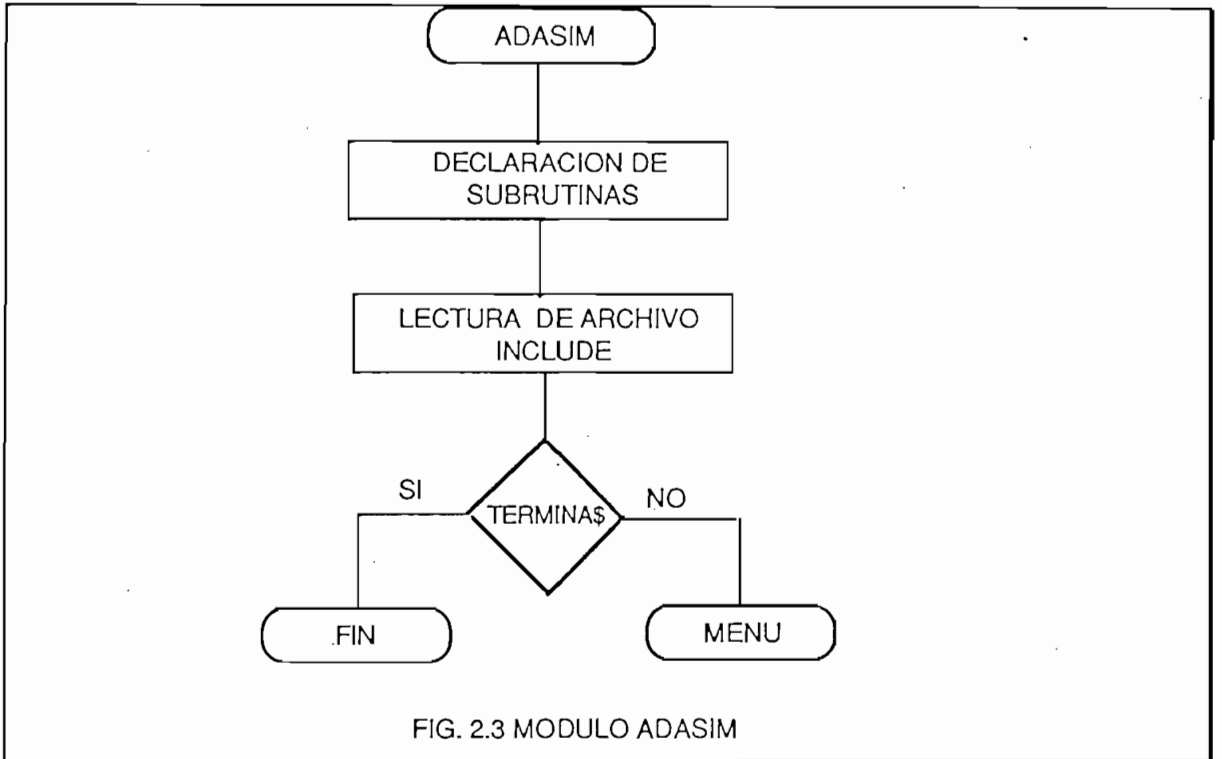 ADASIM
DECLARACION DE
SUBRUTINAS
LECTURA DE ARCHIVO
INCLUDE
SI
TERMINA$
NO
FIN
MENU
FIG. 2.3 MODULO ADASIM